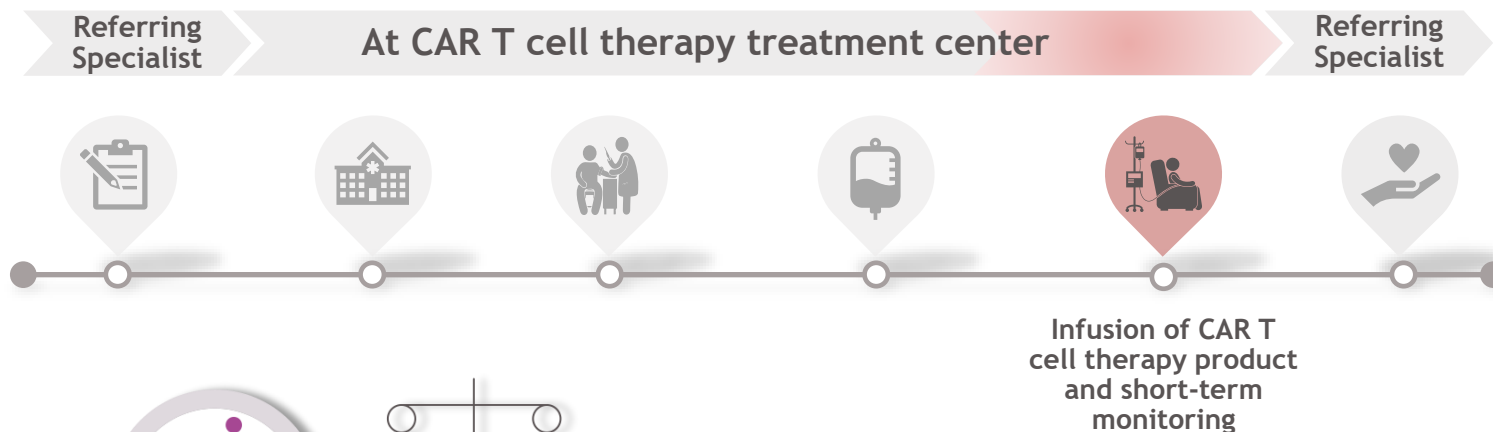 Referring
Specialist
At CAR T cell therapy treatment center
Referring
Specialist
Infusion of CAR T
cell therapy product
and short-term
monitoring